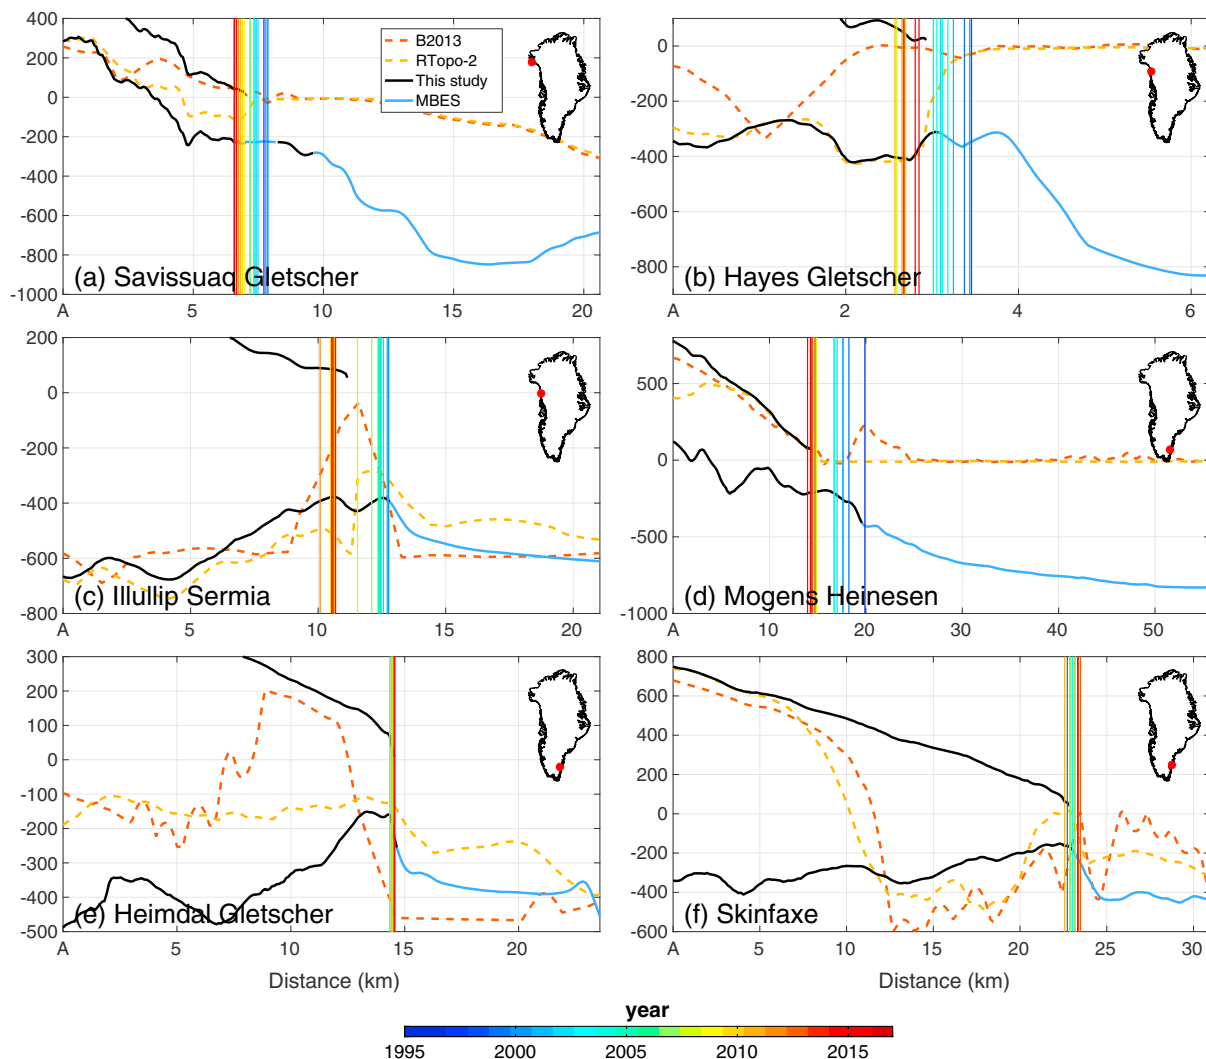 400
200
0
-200
-400
-600
-800
-1000
B2013
RTopo-2
This study
MBES
(a) Savissuaq Gletscher
A 5 10 15 20
0
-200
-400
-600
-800
(b) Hayes Gletscher
A 2 4 6
200
0
-200
-400
-600
-800
(c) Illullip Sermia
A 5 10 15 20
500
0
-500
-1000
(d) Mogens Heinesen
A 10 20 30 40 50
300
200
100
0
-100
-200
-300
-400
-500
(e) Heimdal Gletscher
A 5 10 15 20
Distance (km)
800
600
400
200
0
-200
-400
-600
(f) Skinfaxe
A 5 10 15 20 25 30
Distance (km)
year
1995 2000 2005 2010 2015